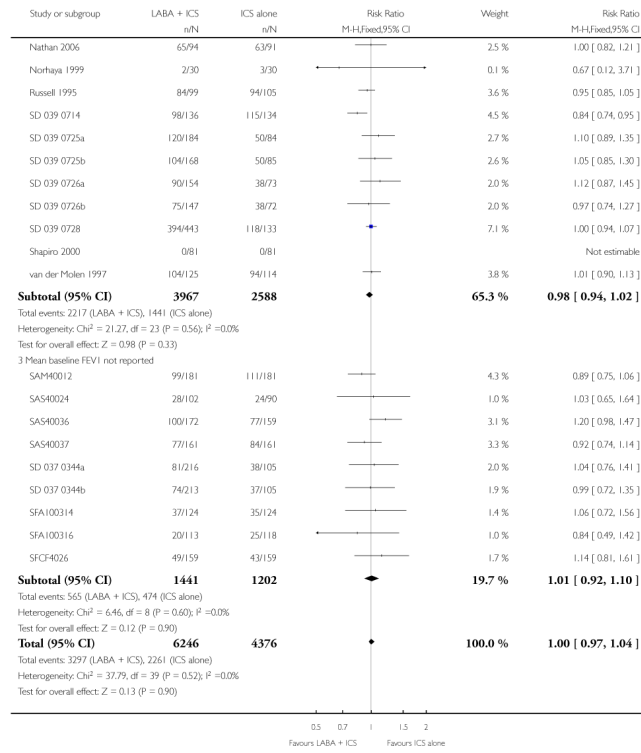 Study or subgroup LABA + ICS ICS alone Risk Ratio Weight Risk Ratio
n/N n/N M-H,Fixed,95% CI M-H,Fixed,95% CI
Nathan 2006 65/94 63/91 2.5 % 1.00 [ 0.82, 1.21 ]
Norhaya 1999 2/30 3/30 0.1 % 0.67 [ 0.12, 3.71 ]
Russell 1995 84/99 94/105 3.6 % 0.95 [ 0.85, 1.05 ]
SD 039 0714 98/136 115/134 4.5 % 0.84 [ 0.74, 0.95 ]
SD 039 0725a 120/184 50/84 2.7 % 1.10 [ 0.89, 1.35 ]
SD 039 0725b 104/168 50/85 2.6 % 1.05 [ 0.85, 1.30 ]
SD 039 0726a 90/154 38/73 2.0 % 1.12 [ 0.87, 1.45 ]
SD 039 0726b 75/147 38/72 2.0 % 0.97 [ 0.74, 1.27 ]
SD 039 0728 394/443 118/133 7.1 % 1.00 [ 0.94, 1.07 ]
Shapiro 2000 0/81 0/81 Not estimable
van der Molen 1997 104/125 94/114 3.8 % 1.01 [ 0.90, 1.13 ]
Subtotal (95% CI) 3967 2588 65.3 % 0.98 [ 0.94, 1.02 ]
Total events: 2217 (LABA + ICS), 1441 (ICS alone)
Heterogeneity: Chi² = 21.27, df = 23 (P = 0.56); I² =0.0%
Test for overall effect: Z = 0.98 (P = 0.33)
3 Mean baseline FEV1 not reported
SAM40012 99/181 111/181 4.3 % 0.89 [ 0.75, 1.06 ]
SAS40024 28/102 24/90 1.0 % 1.03 [ 0.65, 1.64 ]
SAS40036 100/172 77/159 3.1 % 1.20 [ 0.98, 1.47 ]
SAS40037 77/161 84/161 3.3 % 0.92 [ 0.74, 1.14 ]
SD 037 0344a 81/216 38/105 2.0 % 1.04 [ 0.76, 1.41 ]
SD 037 0344b 74/213 37/105 1.9 % 0.99 [ 0.72, 1.35 ]
SFA100314 37/124 35/124 1.4 % 1.06 [ 0.72, 1.56 ]
SFA100316 20/113 25/118 1.0 % 0.84 [ 0.49, 1.42 ]
SFCF4026 49/159 43/159 1.7 % 1.14 [ 0.81, 1.61 ]
Subtotal (95% CI) 1441 1202 19.7 % 1.01 [ 0.92, 1.10 ]
Total events: 565 (LABA + ICS), 474 (ICS alone)
Heterogeneity: Chi² = 6.46, df = 8 (P = 0.60); I² =0.0%
Test for overall effect: Z = 0.12 (P = 0.90)
Total (95% CI) 6246 4376 100.0 % 1.00 [ 0.97, 1.04 ]
Total events: 3297 (LABA + ICS), 2261 (ICS alone)
Heterogeneity: Chi² = 37.79, df = 39 (P = 0.52); I² =0.0%
Test for overall effect: Z = 0.13 (P = 0.90)
0.5 0.7 1 1.5 2
Favours LABA + ICS Favours ICS alone